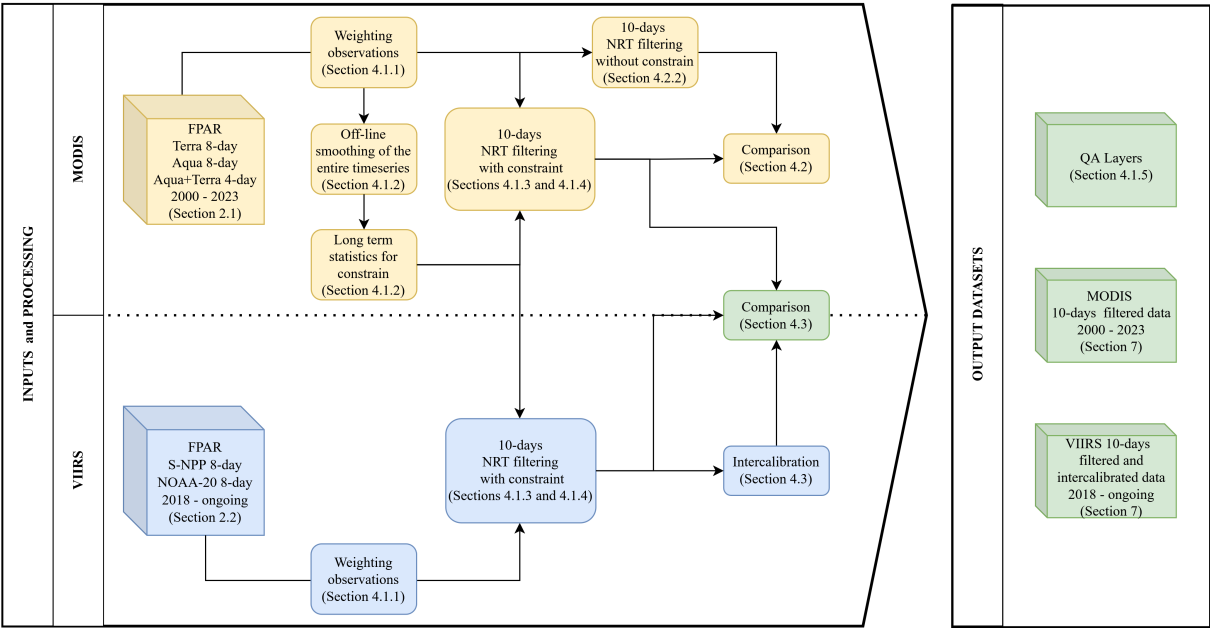 INPUTS and PROCESSING
MODIS
FPAR
Terra 8-day
Aqua 8-day
Aqua+Terra 4-day
2000 - 2023
(Section 2.1)
Weighting
observations
(Section 4.1.1)
Off-line
smoothing of the
entire timeseries
(Section 4.1.2)
Long term
statistics for
constrain
(Section 4.1.2)
10-days
NRT filtering
with constraint
(Sections 4.1.3 and 4.1.4)
10-days
NRT filtering
without constrain
(Section 4.2.2)
Comparison
(Section 4.2)
Comparison
(Section 4.3)
VIIRS
FPAR
S-NPP 8-day
NOAA-20 8-day
2018 - ongoing
(Section 2.2)
Weighting
observations
(Section 4.1.1)
10-days
NRT filtering
with constraint
(Sections 4.1.3 and 4.1.4)
Intercalibration
(Section 4.3)
OUTPUT DATASETS
QA Layers
(Section 4.1.5)
MODIS
10-days filtered data
2000 - 2023
(Section 7)
VIIRS 10-days
filtered and
intercalibrated data
2018 - ongoing
(Section 7)